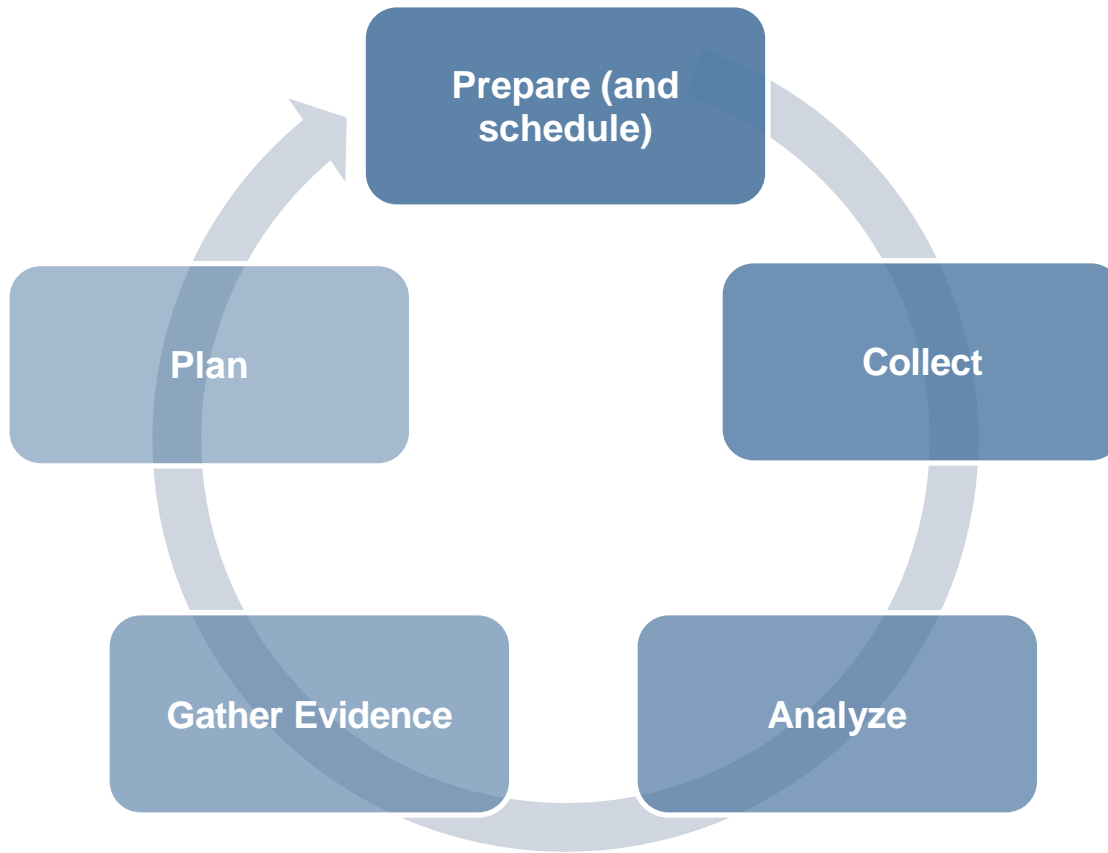 Prepare (and
schedule)
Collect
Analyze
Gather Evidence
Plan